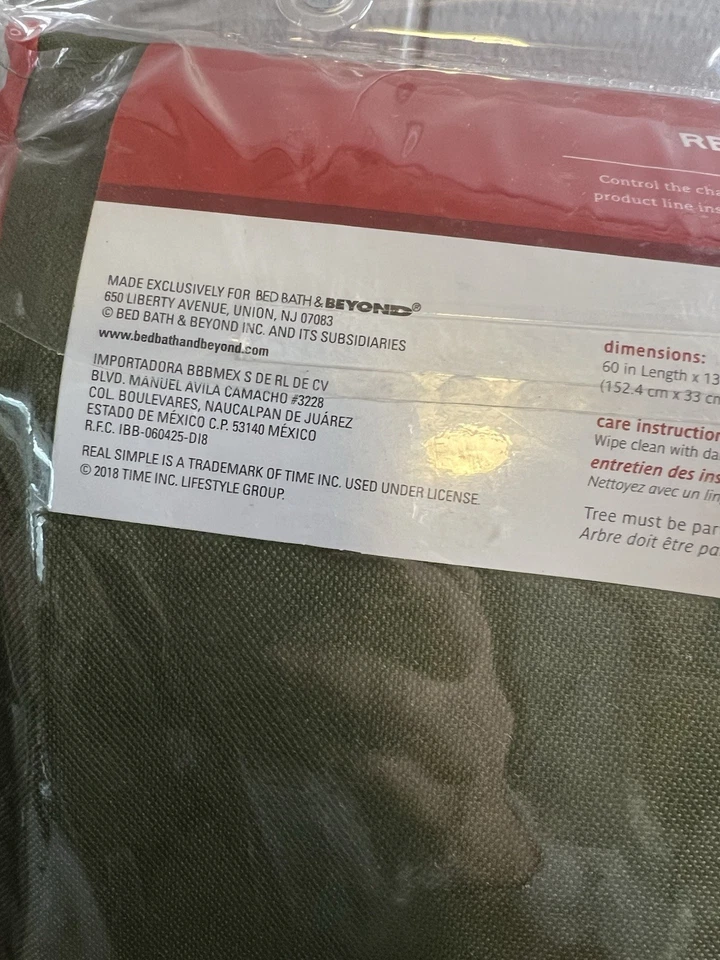 RE
Control the cha
product line ins
MADE EXCLUSIVELY FOR BED BATH & BEYOND®
650 LIBERTY AVENUE, UNION, NJ 07083
© BED BATH & BEYOND INC. AND ITS SUBSIDIARIES
www.bedbathandbeyond.com
IMPORTADORA BBBMEX S DE RL DE CV
BLVD. MANUEL AVILA CAMACHO #3228
COL. BOULEVARES, NAUCALPAN DE JUÁREZ
ESTADO DE MÉXICO C.P. 53140 MÉXICO
R.F.C. IBB-060425-DI8
REAL SIMPLE IS A TRADEMARK OF TIME INC. USED UNDER LICENSE.
© 2018 TIME INC. LIFESTYLE GROUP.
dimensions:
60 in Length x 13
(152.4 cm x 33 cm
care instruction
Wipe clean with da
entretien des ins
Nettoyez avec un lin
Tree must be par
Arbre doit être pa